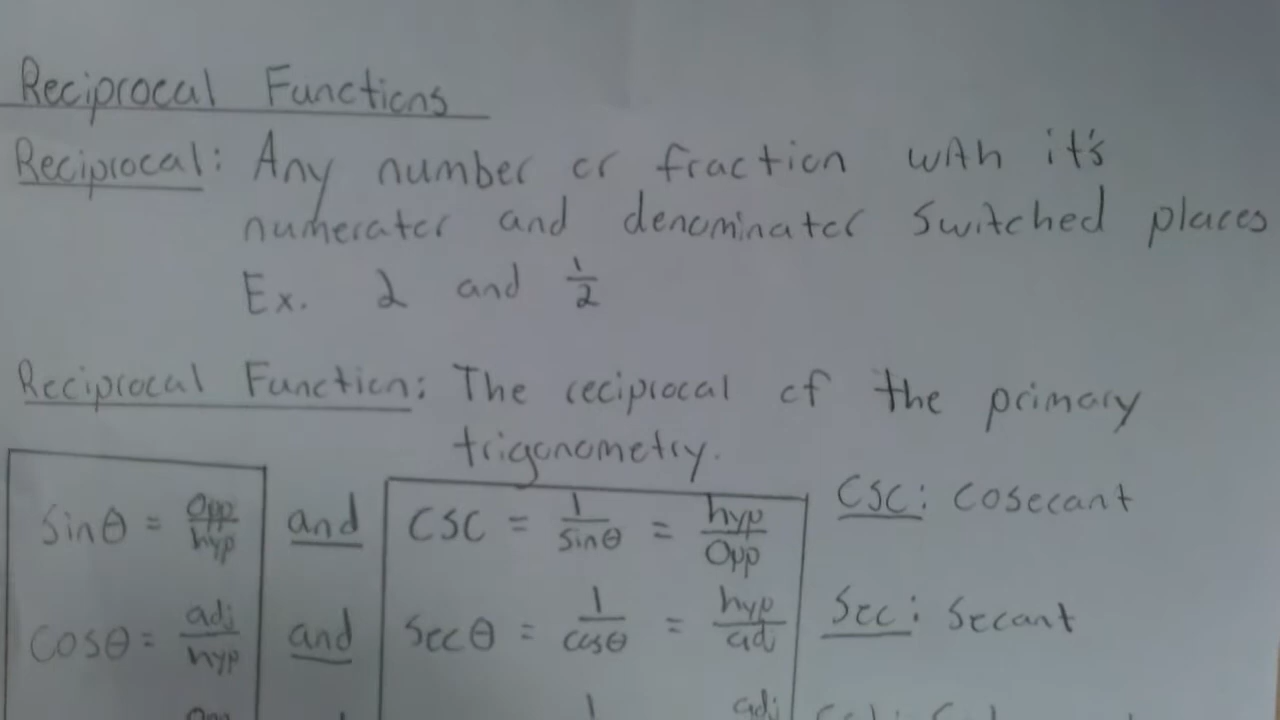 Reciprocal Functions
Reciprocal: Any number or fraction with it's
numerator and denominator switched places
Ex. 2 and 1/2
Reciprocal Function: The reciprocal of the primary
trigonometry.
Sinθ = Opp/hyp and CSC = 1/Sinθ = hyp/Opp CSC: Cosecant
Cosθ = adj/hyp and Secθ = 1/cosθ = hyp/adj Sec: Secant
1 adj